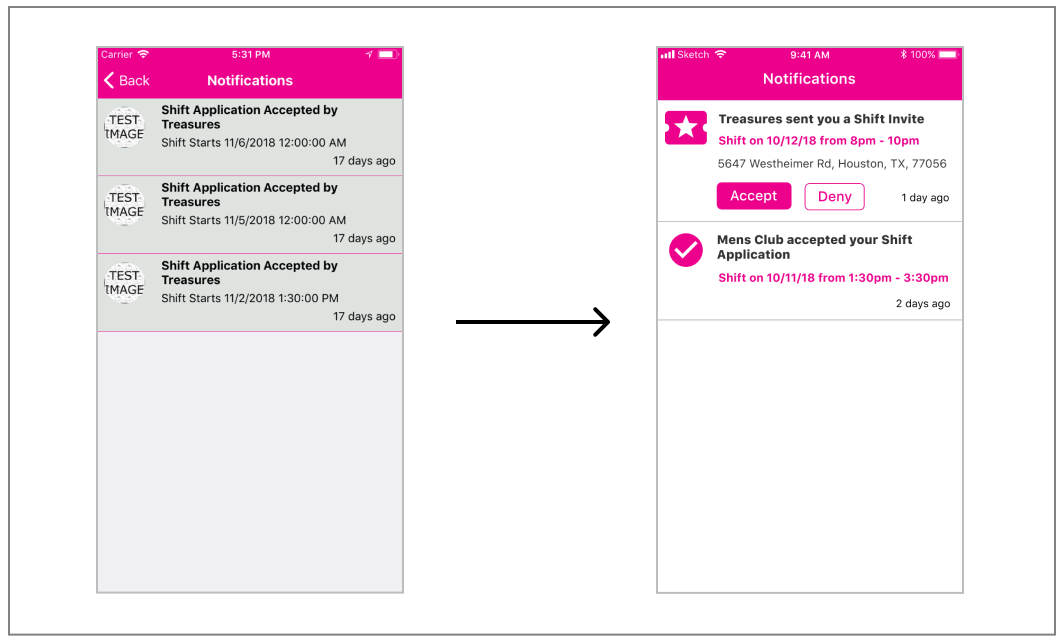 Carrier 5:31 PM
Back Notifications
TEST IMAGE
Shift Application Accepted by
Treasures
Shift Starts 11/6/2018 12:00:00 AM
17 days ago
TEST IMAGE
Shift Application Accepted by
Treasures
Shift Starts 11/5/2018 12:00:00 AM
17 days ago
TEST IMAGE
Shift Application Accepted by
Treasures
Shift Starts 11/2/2018 1:30:00 PM
17 days ago
Sketch 9:41 AM 100%
Notifications
Treasures sent you a Shift Invite
Shift on 10/12/18 from 8pm - 10pm
5647 Westheimer Rd, Houston, TX, 77056
Accept Deny 1 day ago
Mens Club accepted your Shift
Application
Shift on 10/11/18 from 1:30pm - 3:30pm
2 days ago